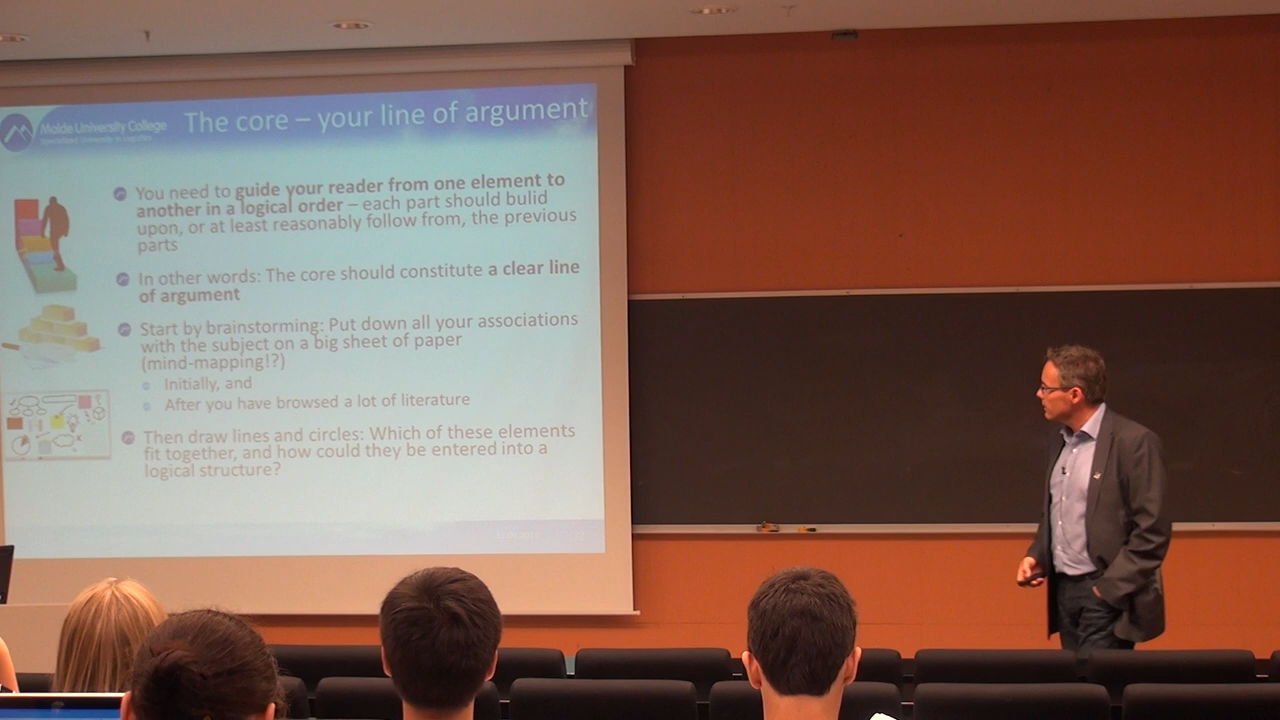 Molde University College
Specialized University in Logistics
The core – your line of argument
You need to guide your reader from one element to
another in a logical order – each part should bulid
upon, or at least reasonably follow from, the previous
parts
In other words: The core should constitute a clear line
of argument
Start by brainstorming: Put down all your associations
with the subject on a big sheet of paper
(mind-mapping!?)
Initially, and
After you have browsed a lot of literature
Then draw lines and circles: Which of these elements
fit together, and how could they be entered into a
logical structure?